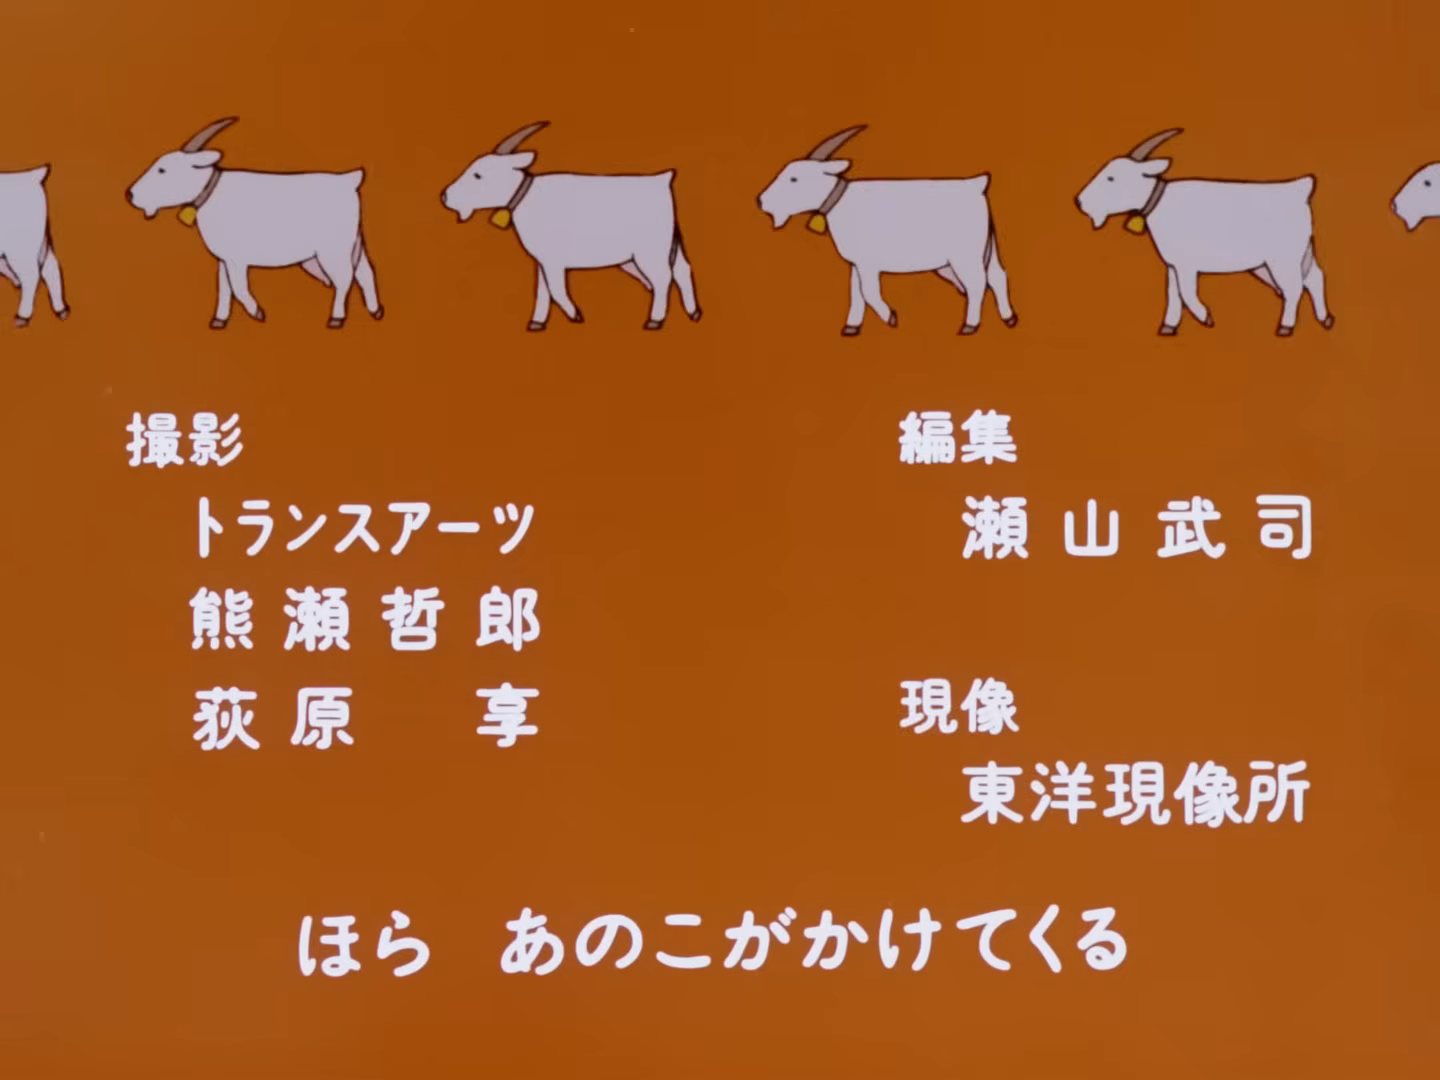 撮影
トランスアーツ
熊瀬哲郎
荻原 享
編集
瀬山武司
現像
東洋現像所
ほら あのこがかけてくる